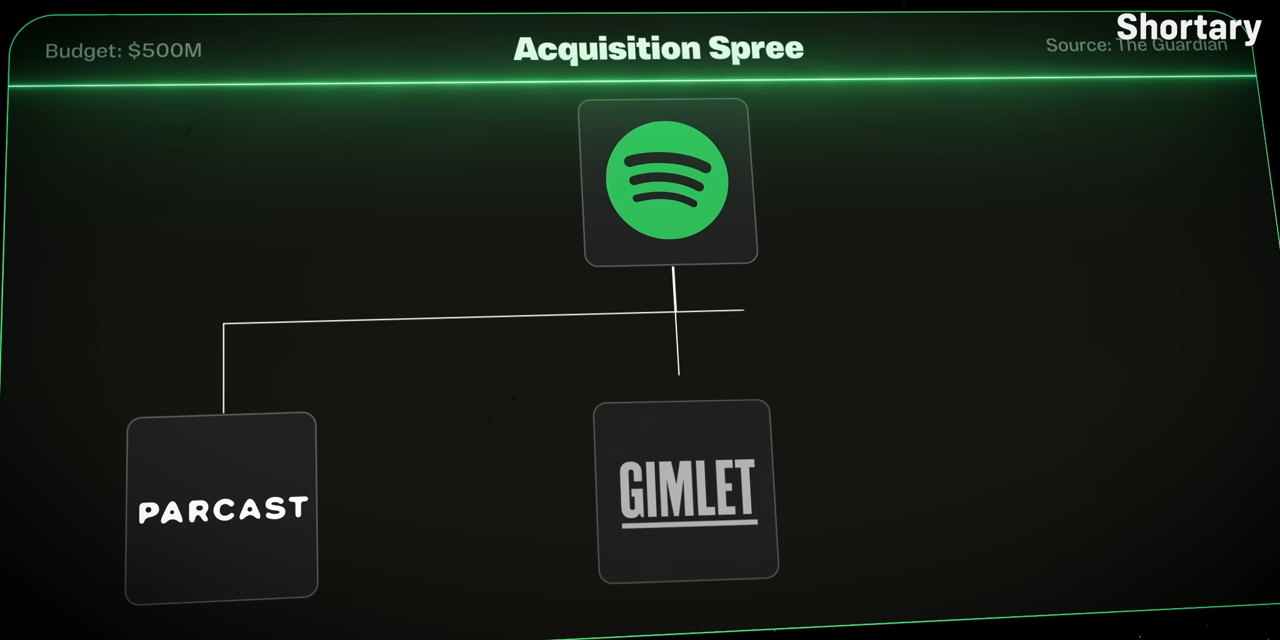 Shortary
Budget: $500M
Acquisition Spree
Source: The Guardian
PARCAST
GIMLET